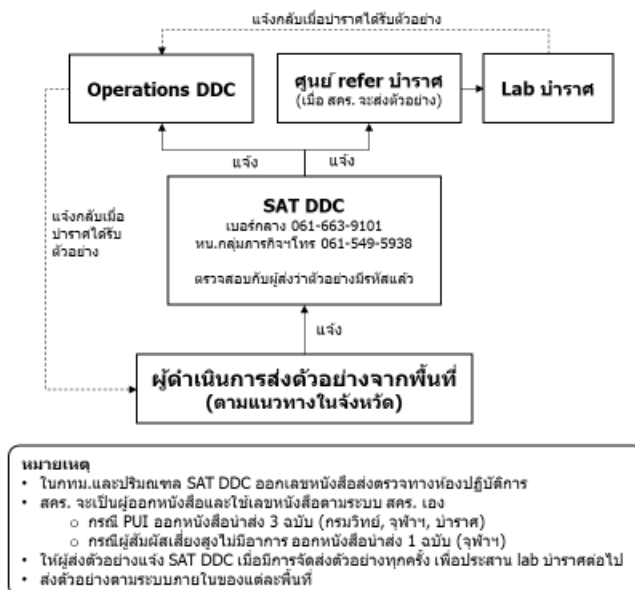 แจ้งกลับเมื่อบำราศได้รับตัวอย่าง
Operations DDC
ศูนย์ refer บำราศ
(เมื่อ สคร. จะส่งตัวอย่าง)
Lab บำราศ
แจ้ง
แจ้ง
แจ้งกลับเมื่อ
บำราศได้รับ
ตัวอย่าง
SAT DDC
เบอร์กลาง 061-663-9101
หน.กลุ่มภารกิจฯโทร 061-549-5938
ตรวจสอบกับผู้ส่งว่าตัวอย่างมีรหัสแล้ว
แจ้ง
ผู้ดำเนินการส่งตัวอย่างจากพื้นที่
(ตามแนวทางในจังหวัด)
หมายเหตุ
• ในกทม.และปริมณฑล SAT DDC ออกเลขหนังสือส่งตรวจทางห้องปฏิบัติการ
• สคร. จะเป็นผู้ออกหนังสือและใช้เลขหนังสือตามระบบ สคร. เอง
o กรณี PUI ออกหนังสือนำส่ง 3 ฉบับ (กรมวิทย์, จุฬาฯ, บำราศ)
o กรณีผู้สัมผัสเสี่ยงสูงไม่มีอาการ ออกหนังสือนำส่ง 1 ฉบับ (จุฬาฯ)
• ให้ผู้ส่งตัวอย่างแจ้ง SAT DDC เมื่อมีการจัดส่งตัวอย่างทุกครั้ง เพื่อประสาน lab บำราศต่อไป
• ส่งตัวอย่างตามระบบภายในของแต่ละพื้นที่